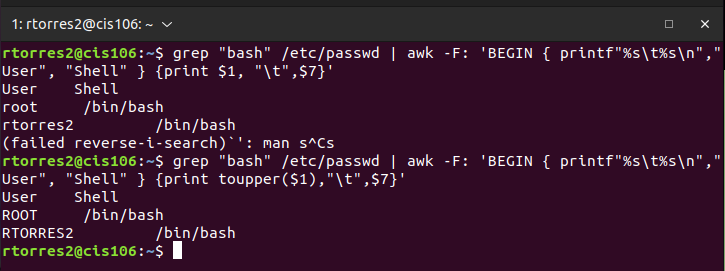 1: rtorres2@cis106: ~
rtorres2@cis106:~$ grep "bash" /etc/passwd | awk -F: 'BEGIN { printf"%s\t%s\n","
User", "Shell" } {print $1, "\t",$7}'
User    Shell
root     /bin/bash
rtorres2         /bin/bash
(failed reverse-i-search)`': man s^Cs
rtorres2@cis106:~$ grep "bash" /etc/passwd | awk -F: 'BEGIN { printf"%s\t%s\n","
User", "Shell" } {print toupper($1),"\t",$7}'
User    Shell
ROOT     /bin/bash
RTORRES2         /bin/bash
rtorres2@cis106:~$